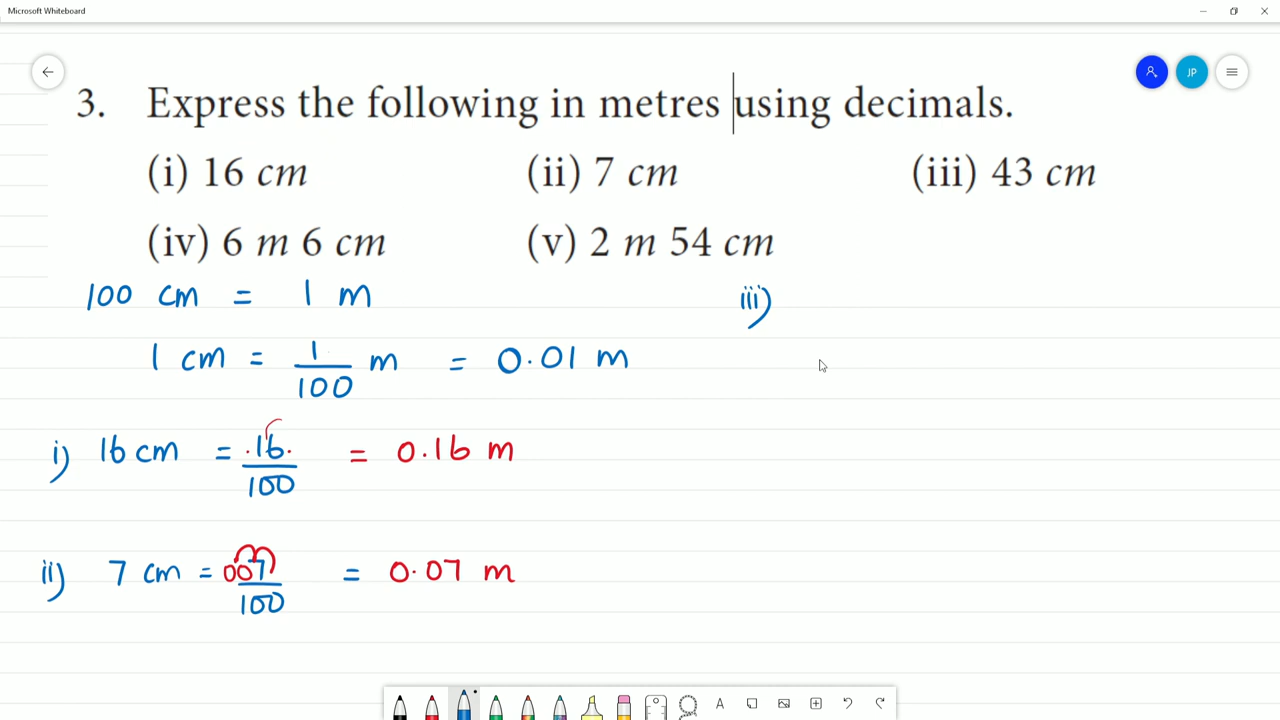 Microsoft Whiteboard
JP
3. Express the following in metres using decimals.
(i) 16 cm (ii) 7 cm (iii) 43 cm
(iv) 6 m 6 cm (v) 2 m 54 cm
100 cm = 1 m
1 cm = 1/100 m = 0.01 m
i) 16 cm = .16./100 = 0.16 m
ii) 7 cm = 007/100 = 0.07 m
iii)
A